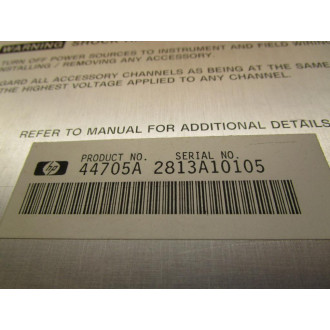 WARNING SHOCK
TURN OFF POWER SOURCES TO INSTRUMENT AND FIELD WIRING
INSTALLING / REMOVING ANY ACCESSORY.
GARD ALL ACCESSORY CHANNELS AS BEING AT THE SAME
THE HIGHEST VOLTAGE APPLIED TO ANY CHANNEL.
REFER TO MANUAL FOR ADDITIONAL DETAILS
PRODUCT NO. SERIAL NO.
hp 44705A 2813A10105